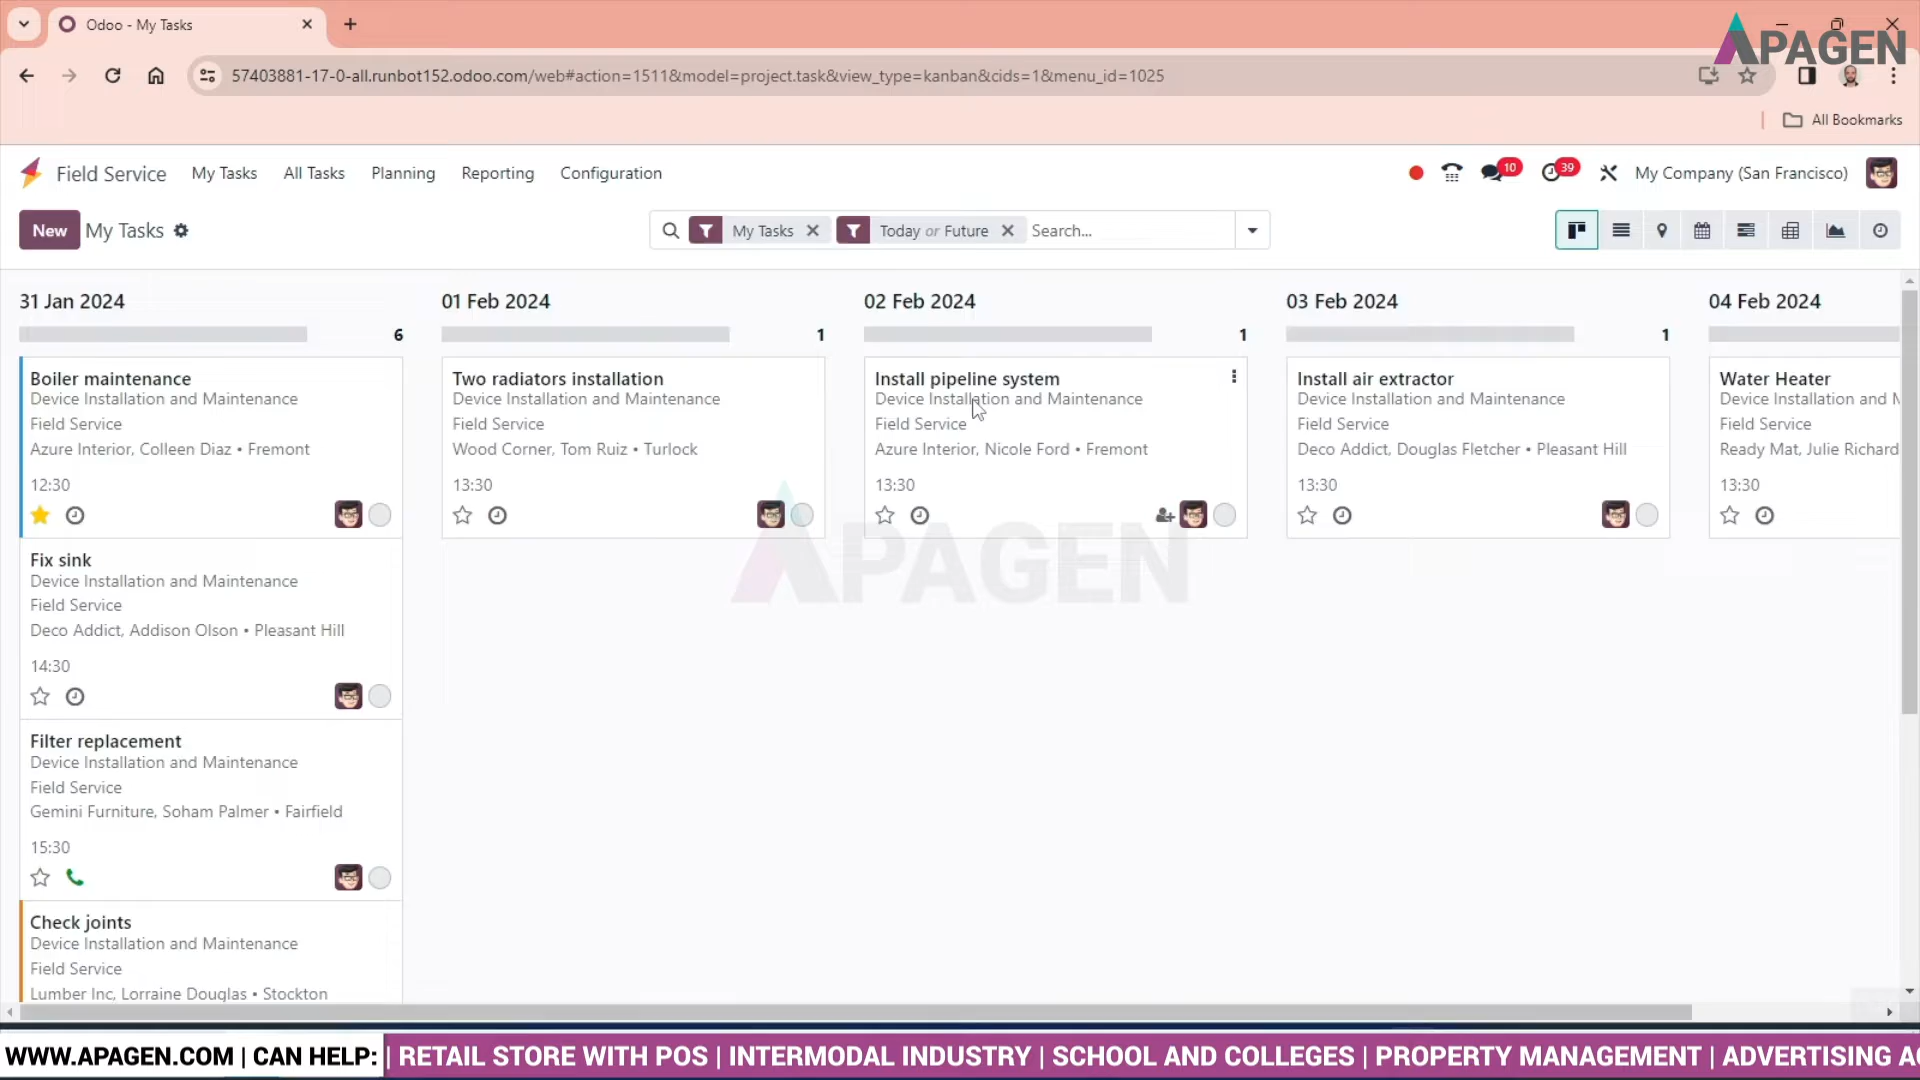 Odoo - My Tasks
57403881-17-0-all.runbot152.odoo.com/web#action=1511&model=project.task&view_type=kanban&cids=1&menu_id=1025
APAGEN
All Bookmarks
Field Service My Tasks All Tasks Planning Reporting Configuration 10 39 My Company (San Francisco)
New My Tasks My Tasks Today or Future Search...
31 Jan 2024
6
Boiler maintenance
Device Installation and Maintenance
Field Service
Azure Interior, Colleen Diaz • Fremont
12:30
Fix sink
Device Installation and Maintenance
Field Service
Deco Addict, Addison Olson • Pleasant Hill
14:30
Filter replacement
Device Installation and Maintenance
Field Service
Gemini Furniture, Soham Palmer • Fairfield
15:30
Check joints
Device Installation and Maintenance
Field Service
Lumber Inc, Lorraine Douglas • Stockton
01 Feb 2024
1
Two radiators installation
Device Installation and Maintenance
Field Service
Wood Corner, Tom Ruiz • Turlock
13:30
02 Feb 2024
1
Install pipeline system
Device Installation and Maintenance
Field Service
Azure Interior, Nicole Ford • Fremont
13:30
03 Feb 2024
1
Install air extractor
Device Installation and Maintenance
Field Service
Deco Addict, Douglas Fletcher • Pleasant Hill
13:30
04 Feb 2024
Water Heater
Device Installation and M
Field Service
Ready Mat, Julie Richard
13:30
APAGEN
WWW.APAGEN.COM | CAN HELP: | RETAIL STORE WITH POS | INTERMODAL INDUSTRY | SCHOOL AND COLLEGES | PROPERTY MANAGEMENT | ADVERTISING AG